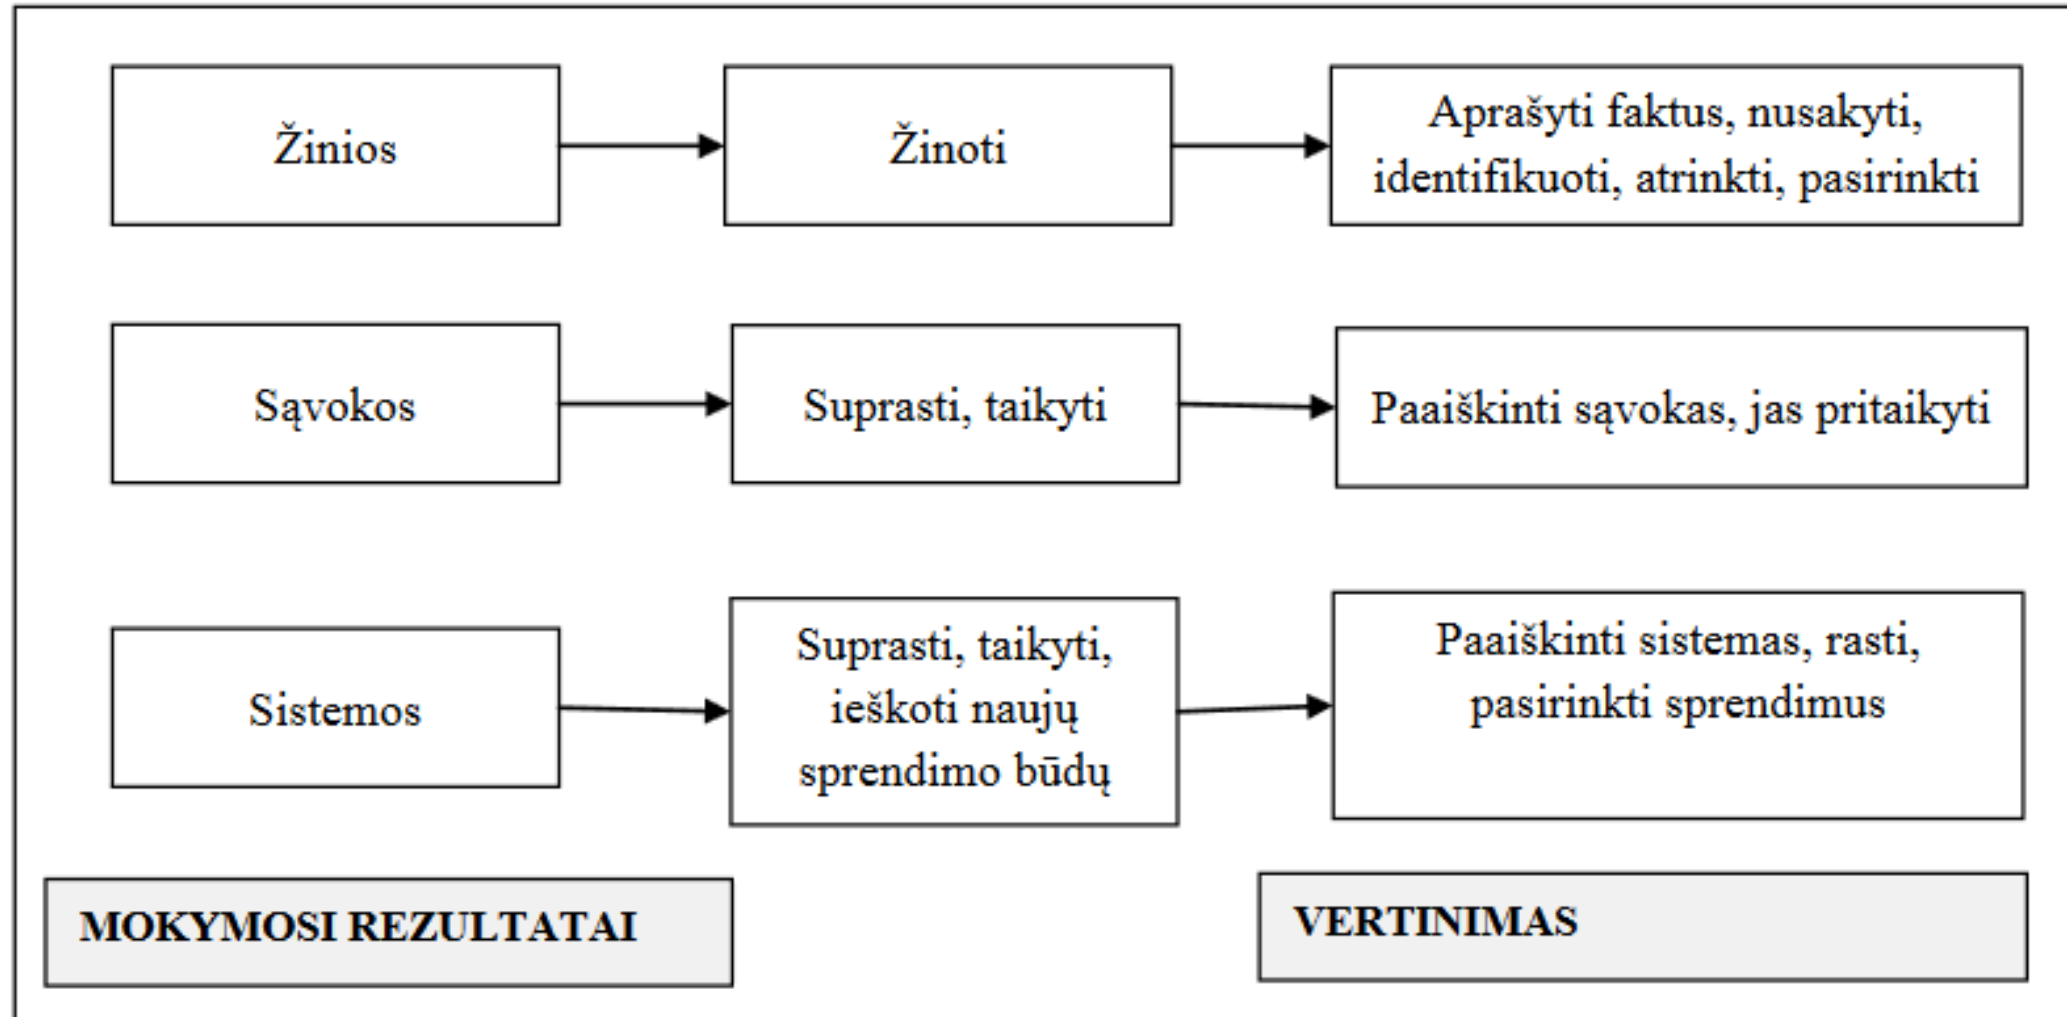 Žinios
Žinoti
Aprašyti faktus, nusakyti,
identifikuoti, atrinkti, pasirinkti
Sąvokos
Suprasti, taikyti
Paaiškinti sąvokas, jas pritaikyti
Sistemos
Suprasti, taikyti,
ieškoti naujų
sprendimo būdų
Paaiškinti sistemas, rasti,
pasirinkti sprendimus
MOKYMOSI REZULTATAI
VERTINIMAS